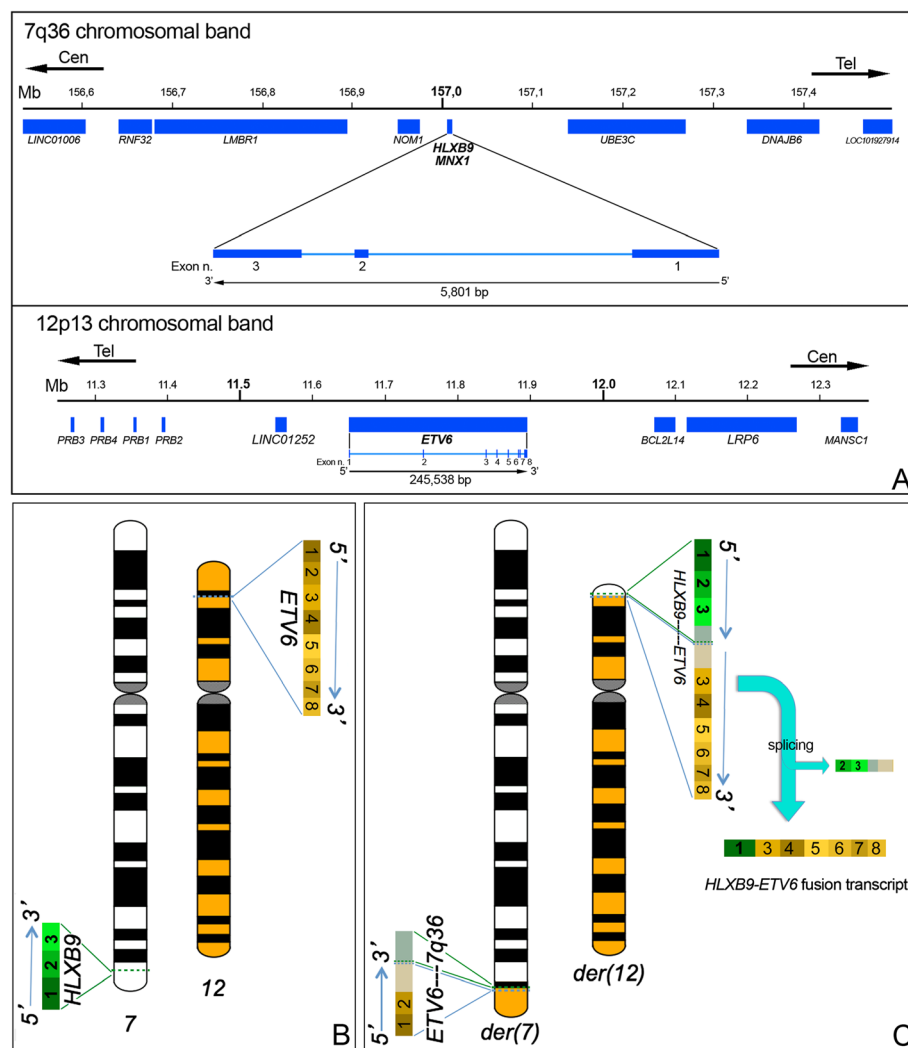 7q36 chromosomal band
Cen
Tel
Mb 156,6 156,7 156,8 156,9 157,0 157,1 157,2 157,3 157,4
LINC01006 RNF32 LMBR1 NOM1 HLXB9 UBE3C DNAJB6 LOC101927914
MNX1
Exon n. 3 2 1
3' 5'
5,801 bp
12p13 chromosomal band
Tel
Cen
Mb 11.3 11.4 11.5 11.6 11.7 11.8 11.9 12.0 12.1 12.2 12.3
PRB3 PRB4 PRB1 PRB2 LINC01252 ETV6 BCL2L14 LRP6 MANSC1
Exon n. 1 2 3 4 5 6 7 8
5' 3'
245,538 bp
A
1 2 3 4 5 6 7 8
5'
ETV6
3'
3'
5'
1 2 3
HLXB9
7
12
B
1 2 3
3 4 5 6 7 8
5'
HLXB9----ETV6
3'
splicing
2 3
1 3 4 5 6 7 8
HLXB9-ETV6 fusion transcript
3'
5'
1 2
ETV6---7q36
der(7)
der(12)
C